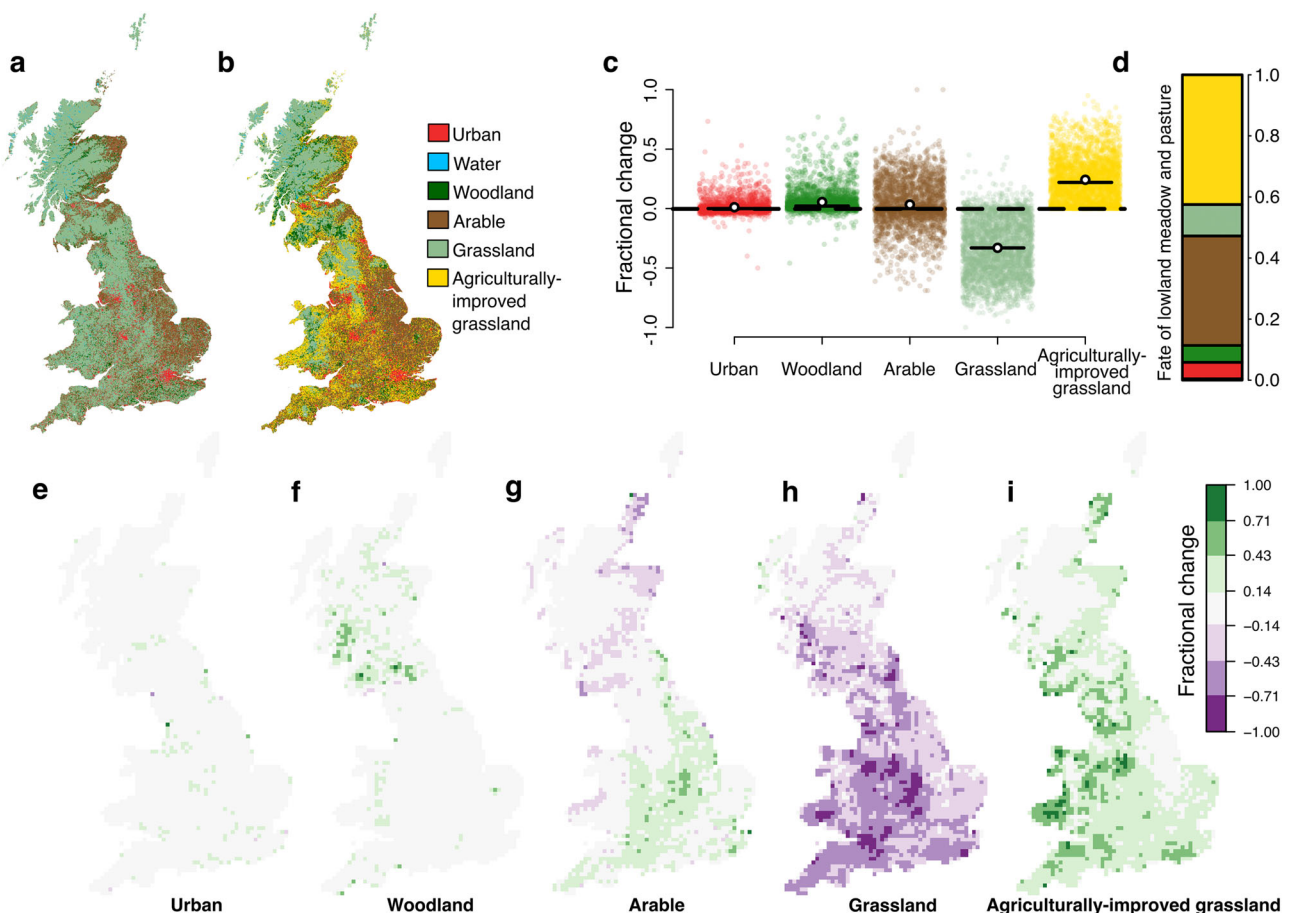 a
b
Urban
Water
Woodland
Arable
Grassland
Agriculturally-
improved
grassland
c
Fractional change
1.0
0.5
0.0
-0.5
-1.0
Urban
Woodland
Arable
Grassland
Agriculturally-
improved
grassland
d
Fate of lowland meadow and pasture
1.0
0.8
0.6
0.4
0.2
0.0
e
f
g
h
i
Fractional change
1.00
0.71
0.43
0.14
−0.14
−0.43
−0.71
−1.00
Urban
Woodland
Arable
Grassland
Agriculturally-improved grassland